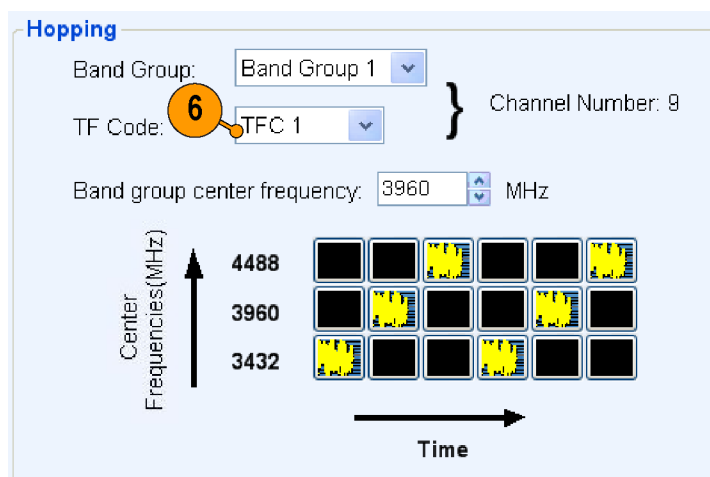 Hopping
Band Group: Band Group 1
Channel Number: 9
6
TF Code: TFC 1
Band group center frequency: 3960 MHz
Center
Frequencies(MHz)
4488
3960
3432
Time